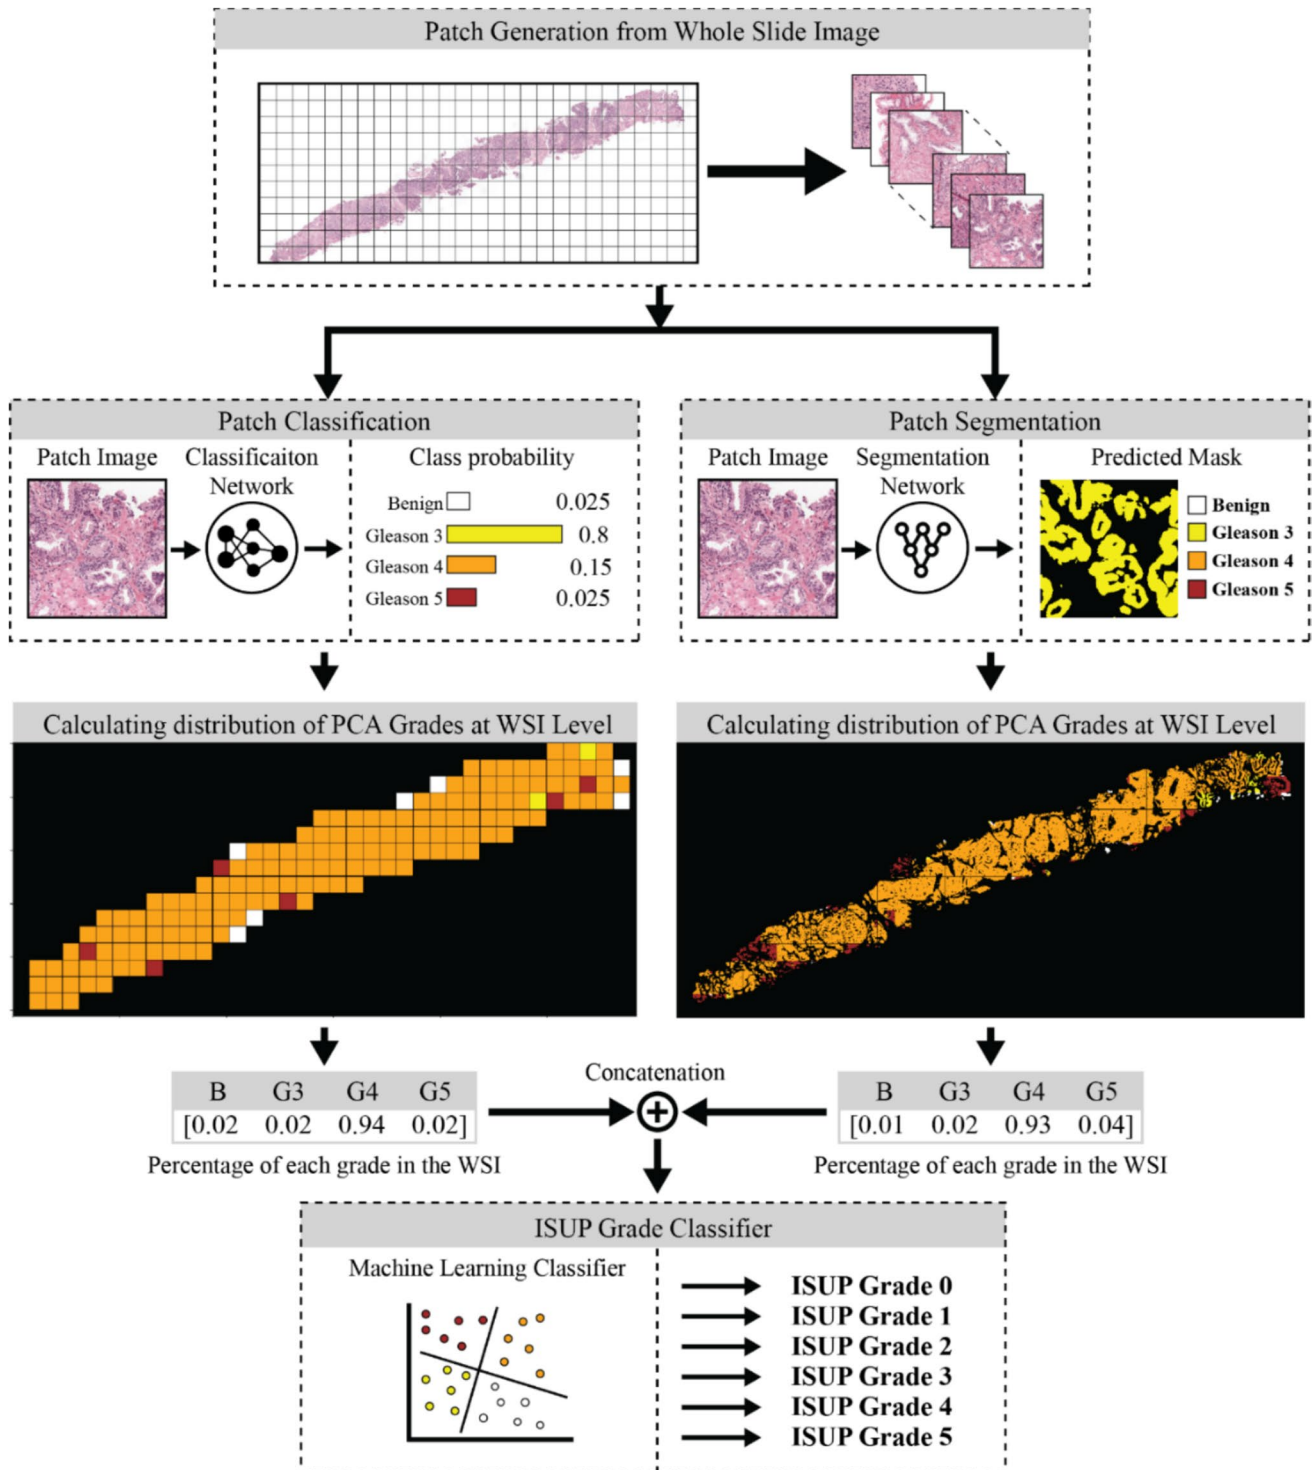 Patch Generation from Whole Slide Image
Patch Classification
Patch Image
Classificaiton
Network
Class probability
Benign 0.025
Gleason 3 0.8
Gleason 4 0.15
Gleason 5 0.025
Patch Segmentation
Patch Image
Segmentation
Network
Predicted Mask
Benign
Gleason 3
Gleason 4
Gleason 5
Calculating distribution of PCA Grades at WSI Level
Calculating distribution of PCA Grades at WSI Level
B G3 G4 G5
[0.02 0.02 0.94 0.02]
Percentage of each grade in the WSI
Concatenation
B G3 G4 G5
[0.01 0.02 0.93 0.04]
Percentage of each grade in the WSI
ISUP Grade Classifier
Machine Learning Classifier
ISUP Grade 0
ISUP Grade 1
ISUP Grade 2
ISUP Grade 3
ISUP Grade 4
ISUP Grade 5